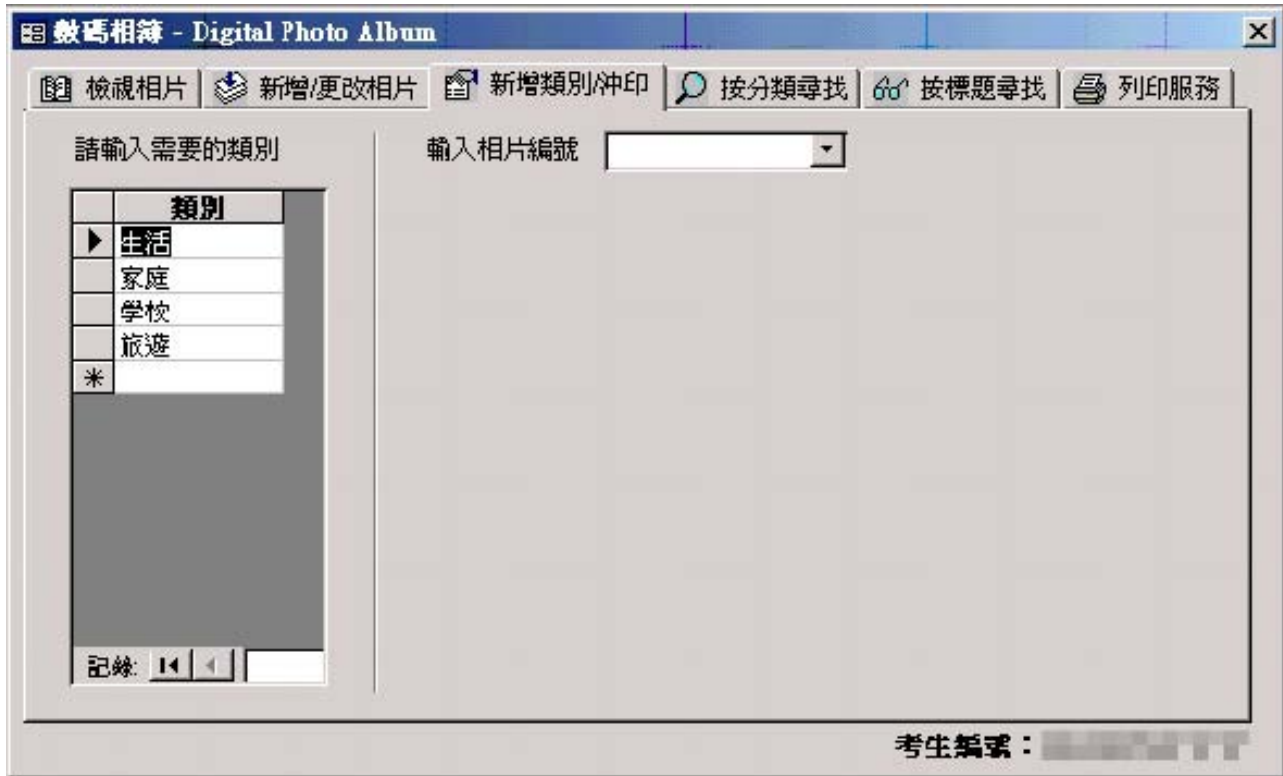 數碼相簿 - Digital Photo Album
檢視相片 新增/更改相片 新增類別/沖印 按分類尋找 按標題尋找 列印服務
請輸入需要的類別
輸入相片編號
類別
生活
家庭
學校
旅遊
記錄:
考生編號：